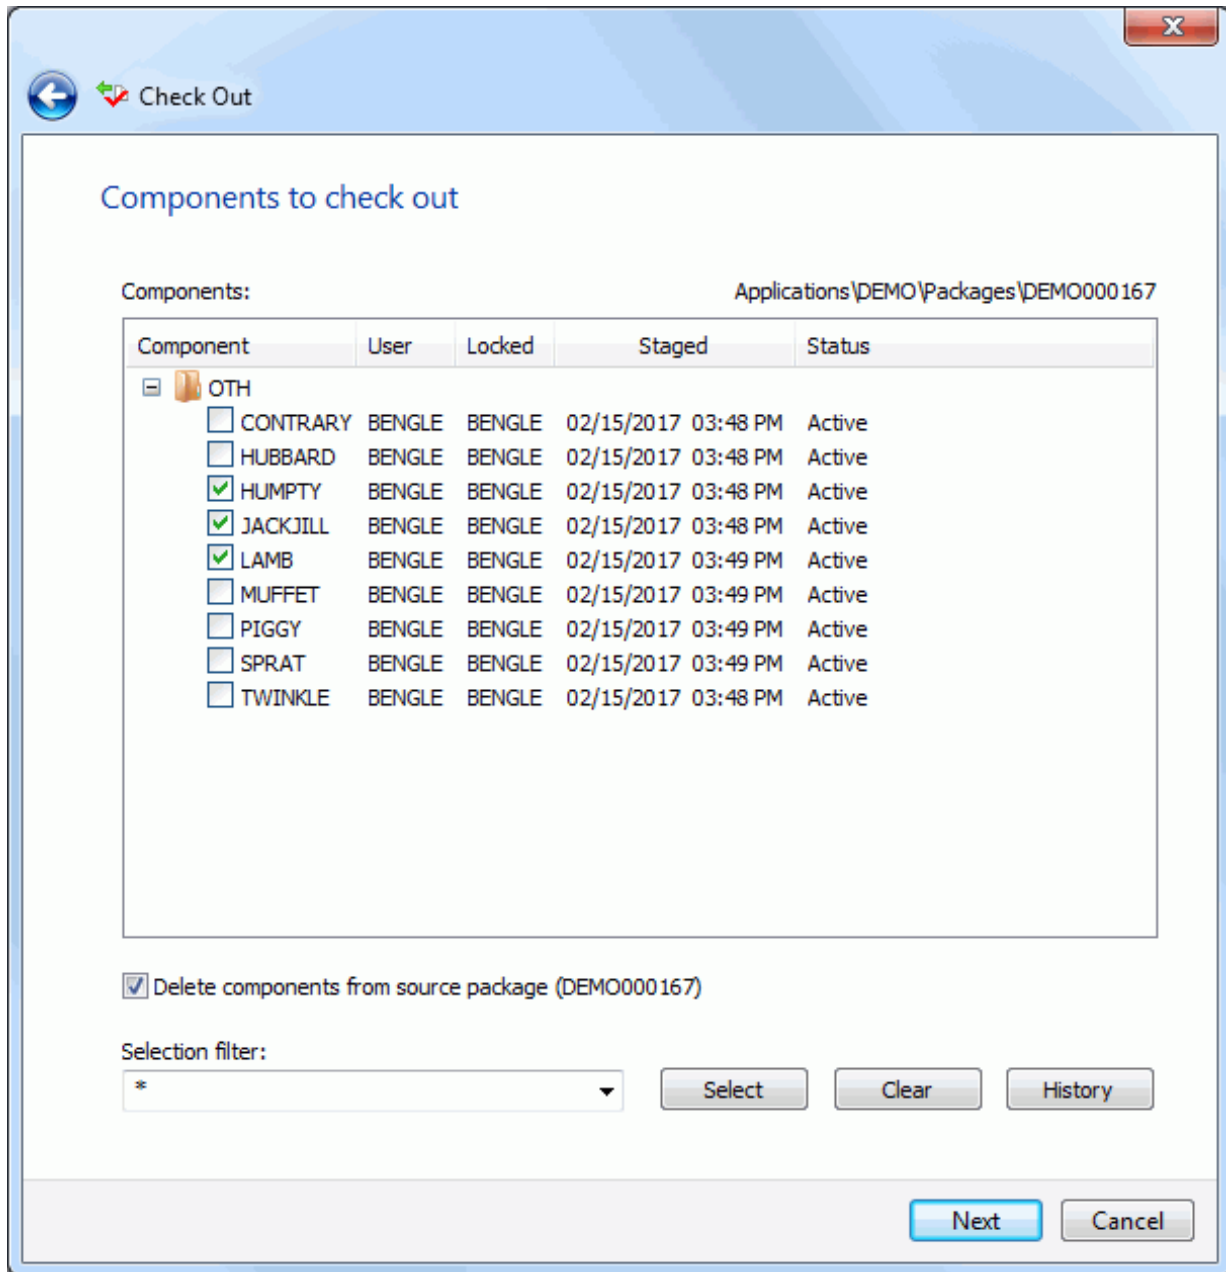 Check Out
Components to check out
Components: Applications\DEMO\Packages\DEMO000167
Component User Locked Staged Status
OTH
CONTRARY BENGLE BENGLE 02/15/2017 03:48 PM Active
HUBBARD BENGLE BENGLE 02/15/2017 03:48 PM Active
HUMPTY BENGLE BENGLE 02/15/2017 03:48 PM Active
JACKJILL BENGLE BENGLE 02/15/2017 03:48 PM Active
LAMB BENGLE BENGLE 02/15/2017 03:49 PM Active
MUFFET BENGLE BENGLE 02/15/2017 03:49 PM Active
PIGGY BENGLE BENGLE 02/15/2017 03:49 PM Active
SPRAT BENGLE BENGLE 02/15/2017 03:49 PM Active
TWINKLE BENGLE BENGLE 02/15/2017 03:48 PM Active
Delete components from source package (DEMO000167)
Selection filter:
* Select Clear History
Next Cancel